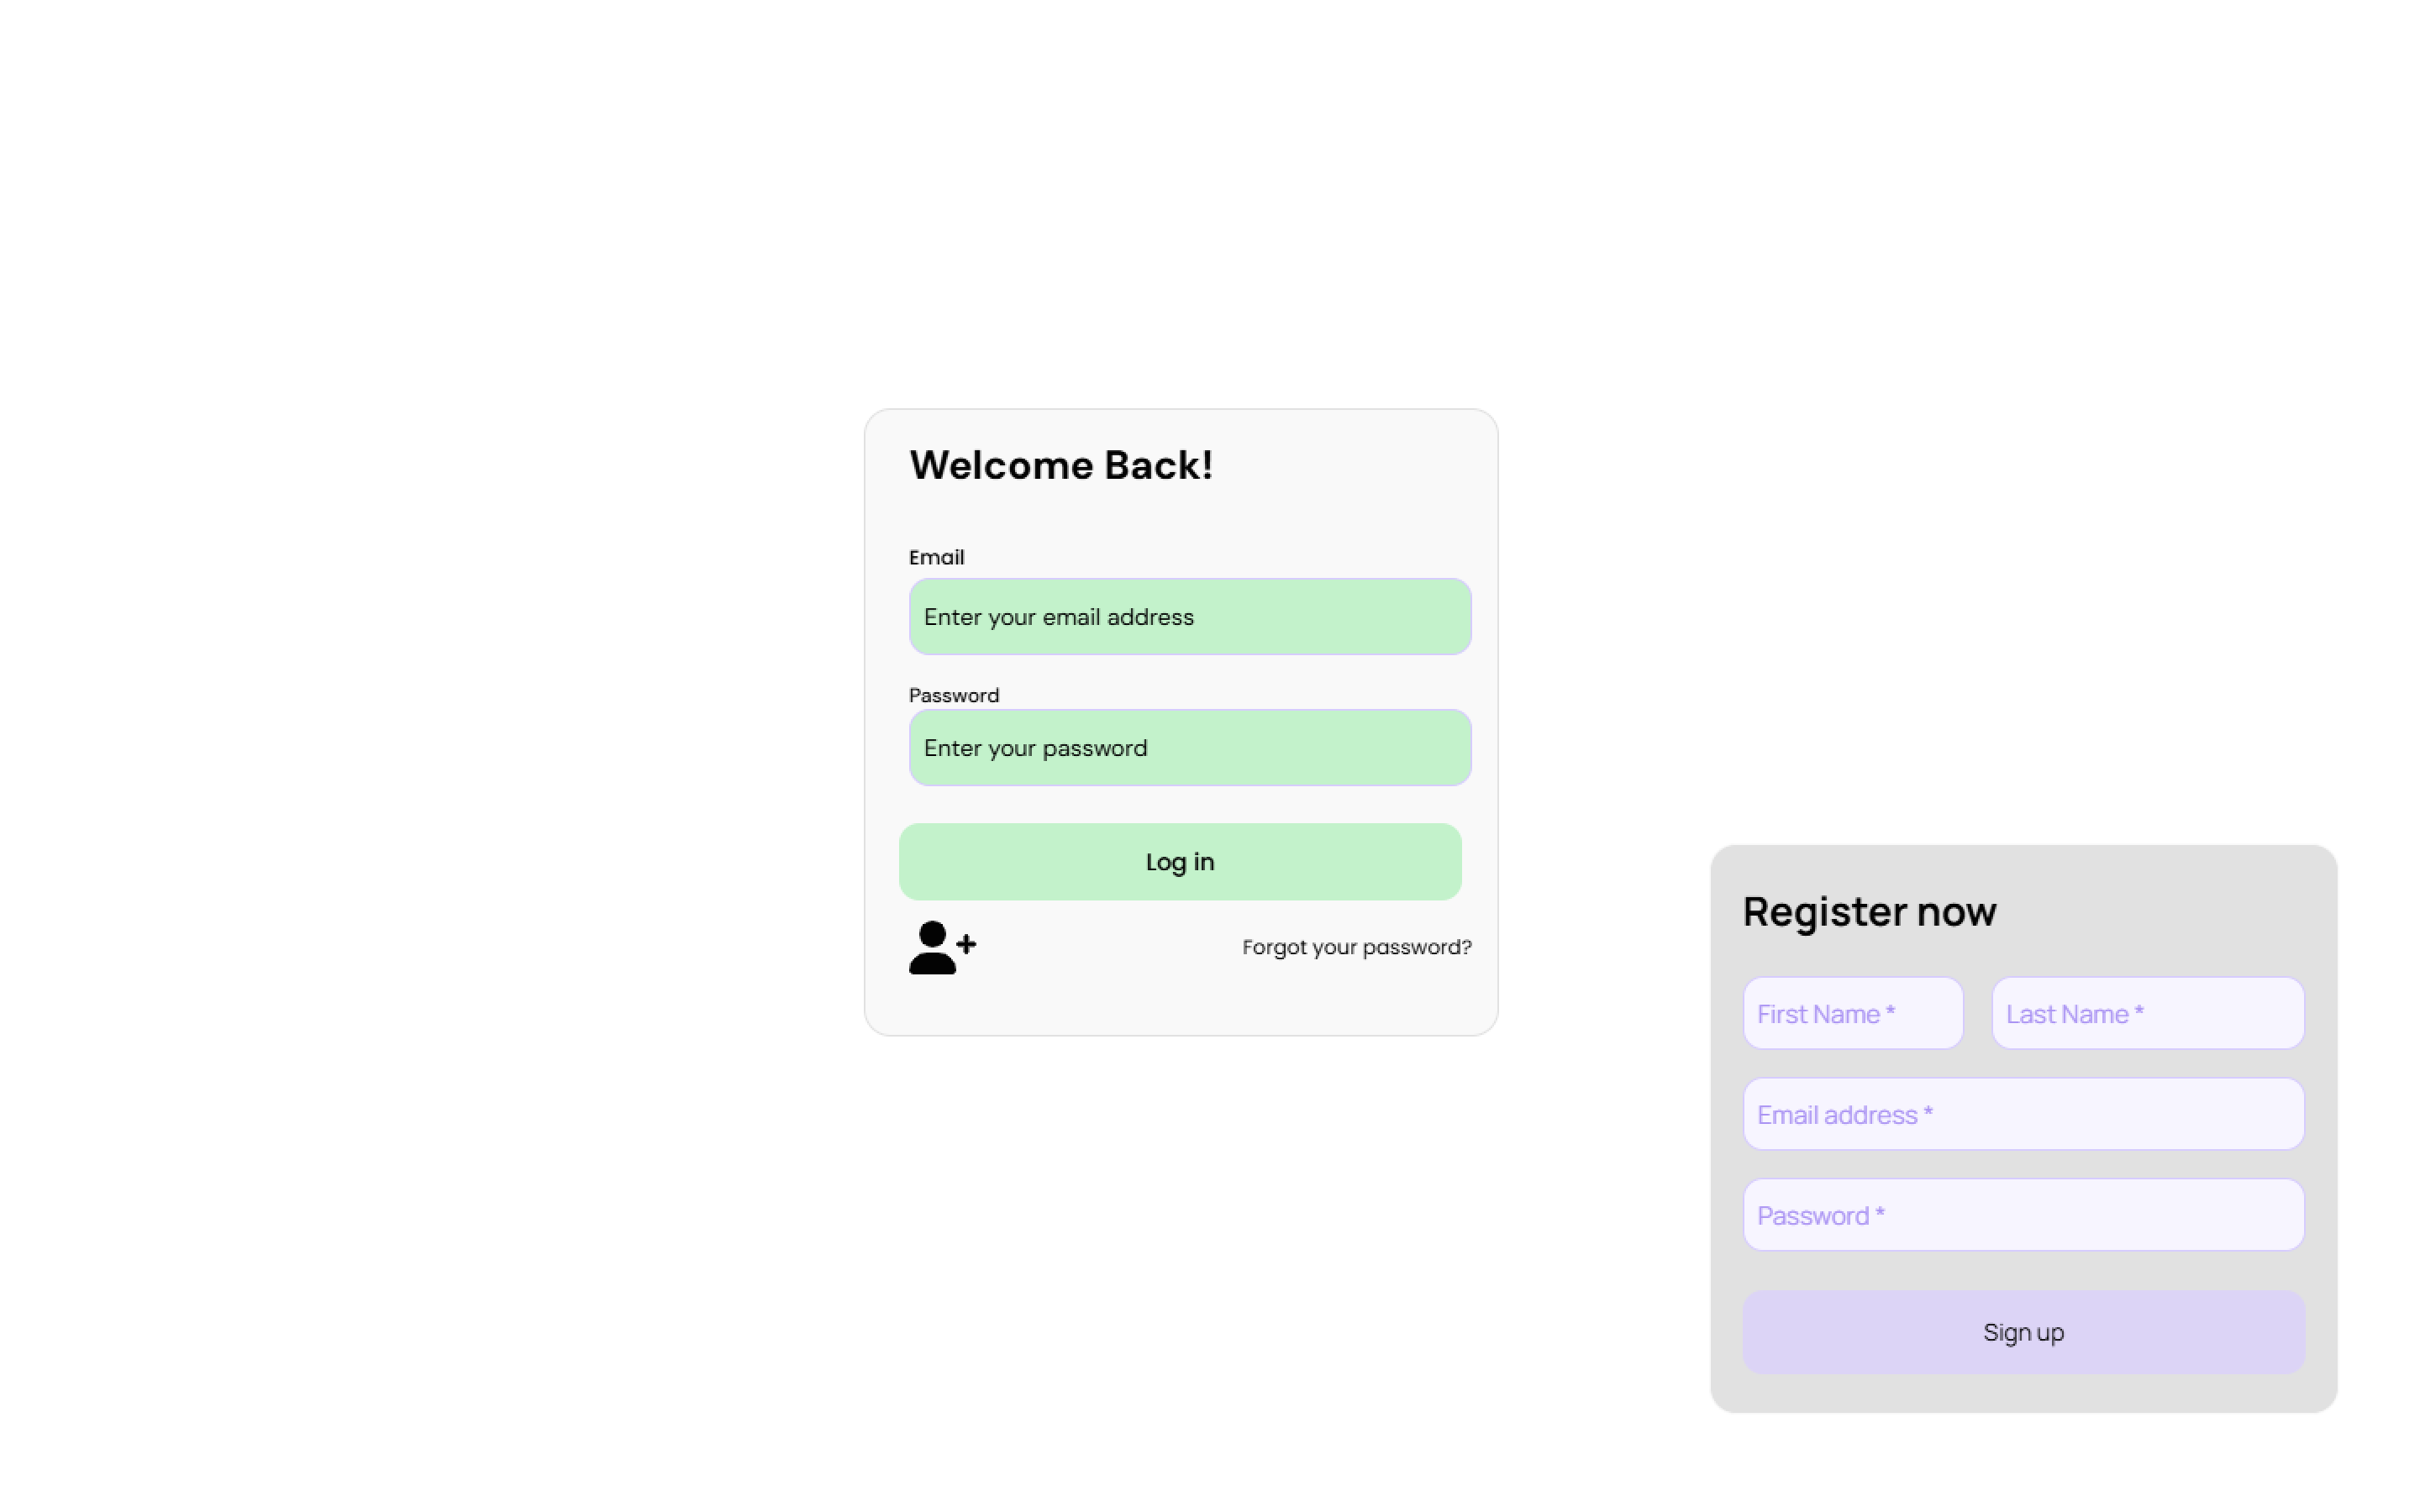 Welcome Back!
Email
Enter your email address
Password
Enter your password
Log in
Forgot your password?
Register now
First Name *
Last Name *
Email address *
Password *
Sign up